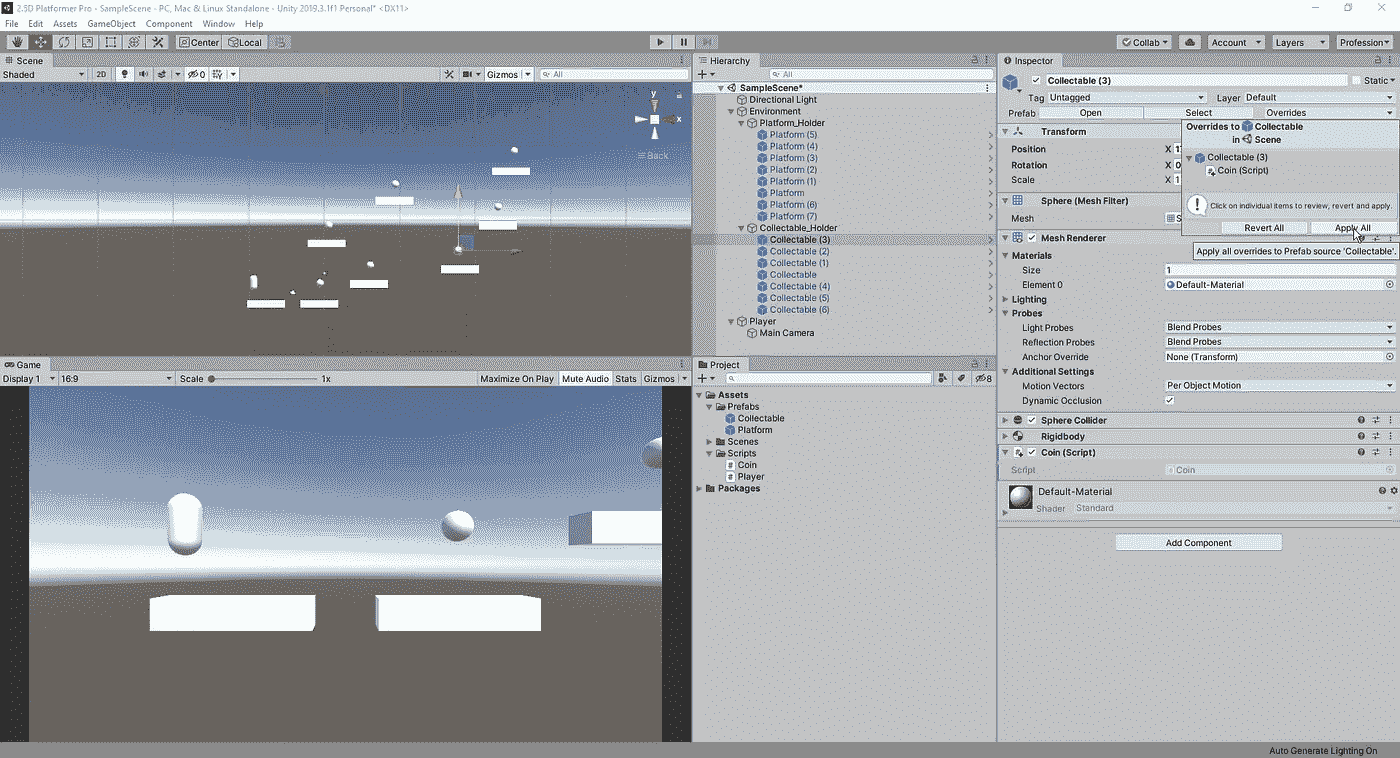 2.5D Platformer Pro - SampleScene - PC, Mac & Linux Standalone - Unity 2019.3.1f1 Personal* <DX11>
File Edit Assets GameObject Component Window Help
Center Local Collab Account Layers Profession
Scene
Shaded 2D 0 Gizmos All
y
x
Back
Game
Display 1 16:9 Scale 1x Maximize On Play Mute Audio Stats Gizmos
Hierarchy
All
SampleScene*
Directional Light
Environment
Platform_Holder
Platform (5)
Platform (4)
Platform (3)
Platform (2)
Platform (1)
Platform
Platform (6)
Platform (7)
Collectable_Holder
Collectable (3)
Collectable (2)
Collectable (1)
Collectable
Collectable (4)
Collectable (5)
Collectable (6)
Player
Main Camera
Project
8
Assets
Prefabs
Collectable
Platform
Scenes
Scripts
Coin
Player
Packages
Inspector
Collectable (3) Static
Tag Untagged Layer Default
Prefab Open Select Overrides
Overrides to Collectable
in Scene
Collectable (3)
Coin (Script)
Click on individual items to review, revert and apply.
Revert All Apply All
Apply all overrides to Prefab source 'Collectable'.
Transform
Position X 1
Rotation X 0
Scale X 1
Sphere (Mesh Filter)
Mesh S
Mesh Renderer
Materials
Size 1
Element 0 Default-Material
Lighting
Probes
Light Probes Blend Probes
Reflection Probes Blend Probes
Anchor Override None (Transform)
Additional Settings
Motion Vectors Per Object Motion
Dynamic Occlusion
Sphere Collider
Rigidbody
Coin (Script)
Script Coin
Default-Material
Shader Standard
Add Component
Auto Generate Lighting On